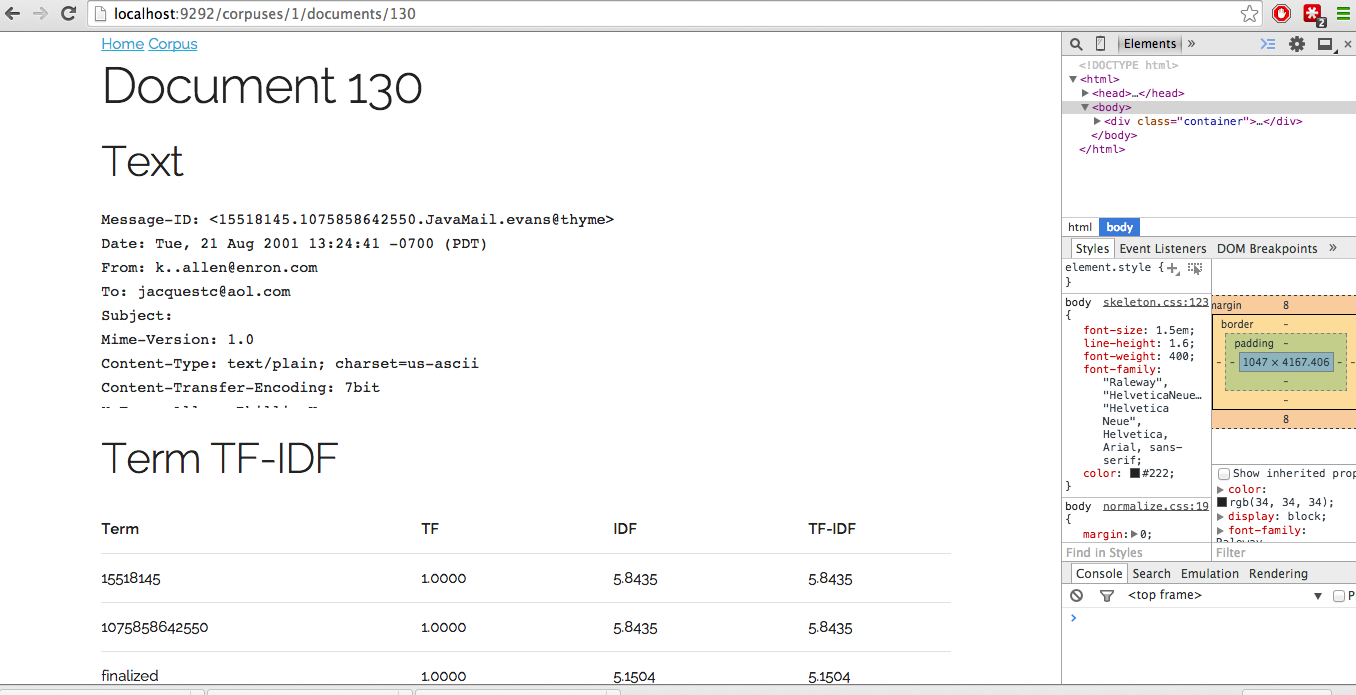 localhost:9292/corpuses/1/documents/130
2
Home Corpus
Document 130
Text
Message-ID: <15518145.1075858642550.JavaMail.evans@thyme>
Date: Tue, 21 Aug 2001 13:24:41 -0700 (PDT)
From: k..allen@enron.com
To: jacquestc@aol.com
Subject:
Mime-Version: 1.0
Content-Type: text/plain; charset=us-ascii
Content-Transfer-Encoding: 7bit
Term TF-IDF
Term TF IDF TF-IDF
15518145 1.0000 5.8435 5.8435
1075858642550 1.0000 5.8435 5.8435
finalized 1.0000 5.1504 5.1504
Elements »
<!DOCTYPE html>
<html>
<head>…</head>
<body>
<div class="container">…</div>
</body>
</html>
html body
Styles Event Listeners DOM Breakpoints »
element.style {
}
body skeleton.css:123
{
font-size: 1.5em;
line-height: 1.6;
font-weight: 400;
font-family:
"Raleway",
"HelveticaNeue…
"Helvetica
Neue",
Helvetica,
Arial, sans-
serif;
color: #222;
}
body normalize.css:19
{
margin: 0;
Find in Styles
margin 8
border -
padding -
- - 1047 × 4167.406 - -
-
-
8
Show inherited prop
color:
rgb(34, 34, 34);
display: block;
font-family:
Raleway
Filter
Console Search Emulation Rendering
<top frame> ▼ P
>